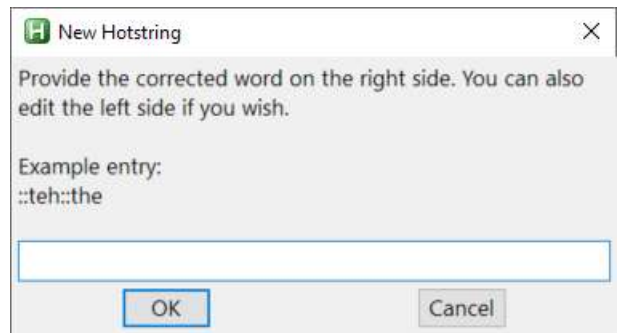 New Hotstring
Provide the corrected word on the right side. You can also
edit the left side if you wish.
Example entry:
::teh::the
OK
Cancel